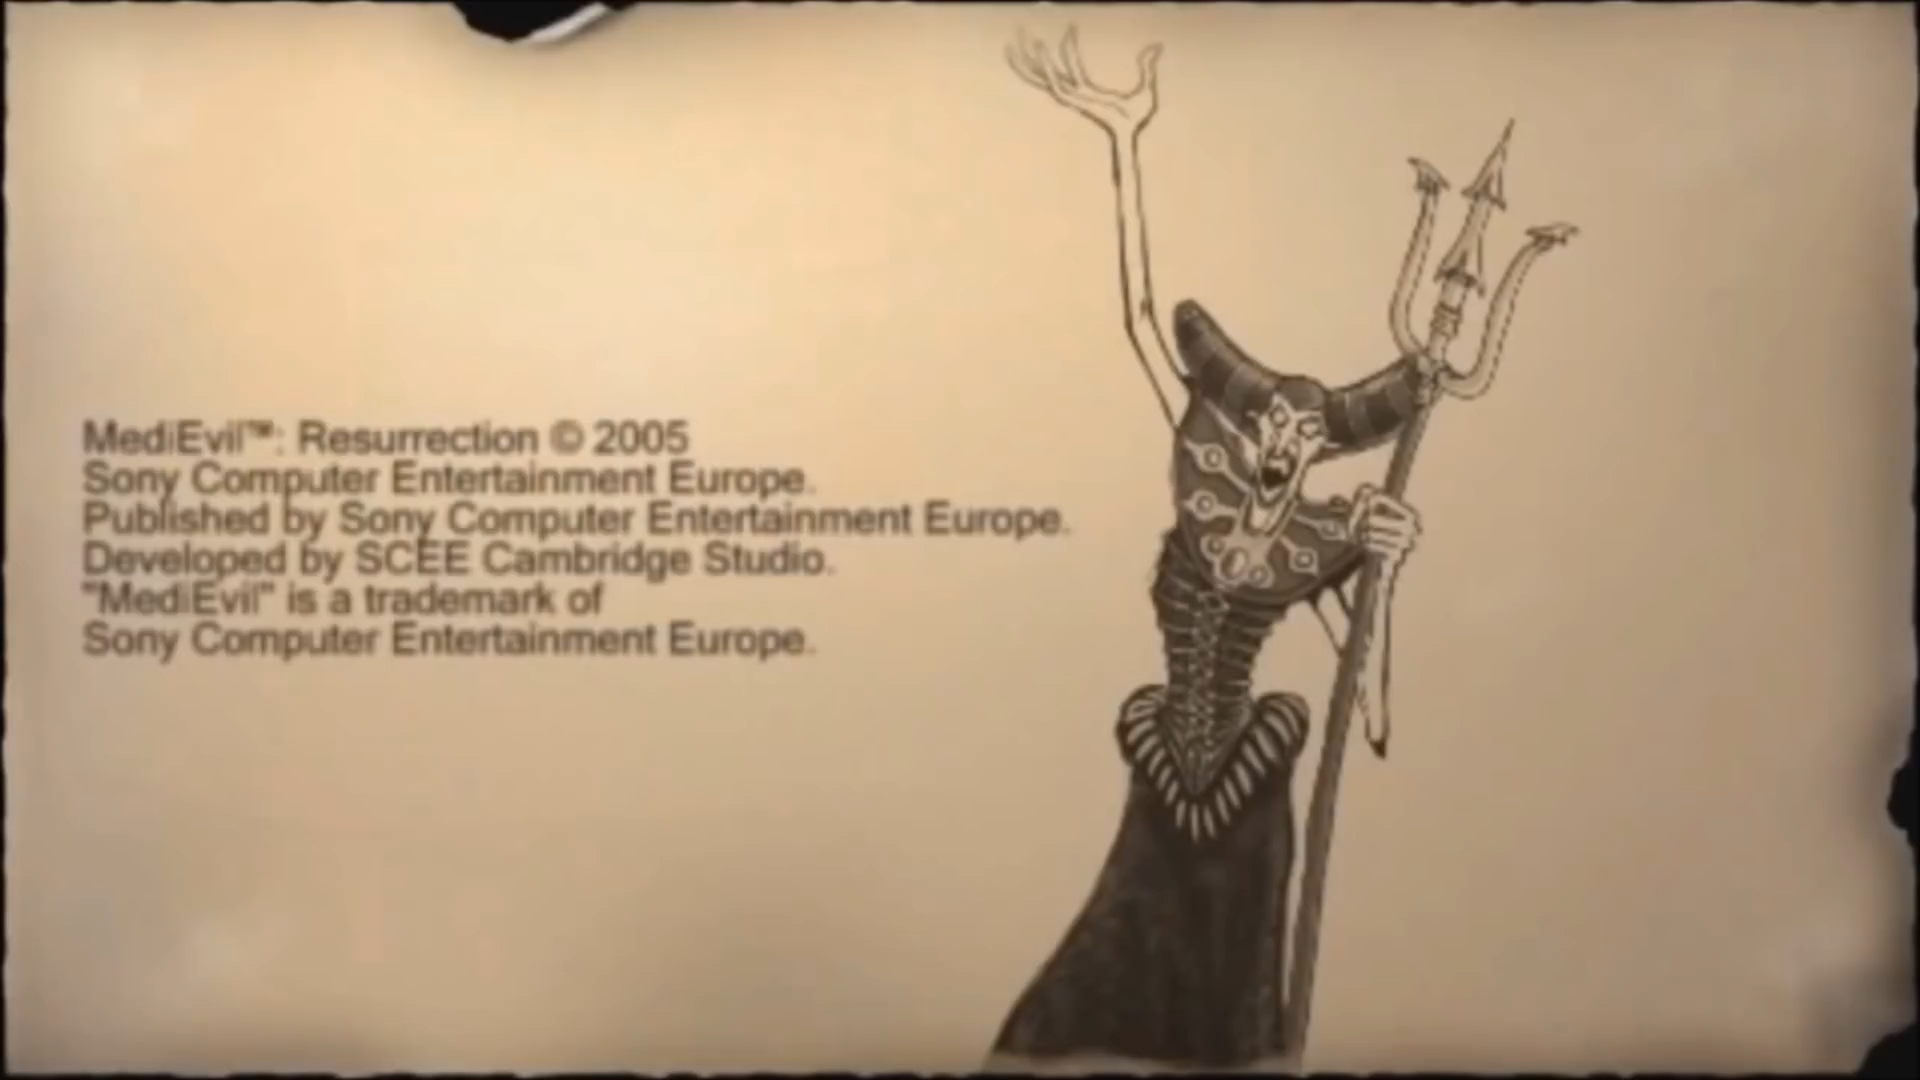 MediEvil™: Resurrection © 2005
Sony Computer Entertainment Europe.
Published by Sony Computer Entertainment Europe.
Developed by SCEE Cambridge Studio.
"MediEvil" is a trademark of
Sony Computer Entertainment Europe.